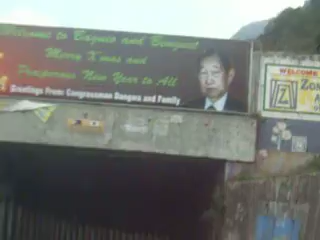 Welcome to Baguio and Benguet
Merry X'mas and
Prosperous New Year to All
Greetings From: Congressman Dangwa and Family
WELCOME